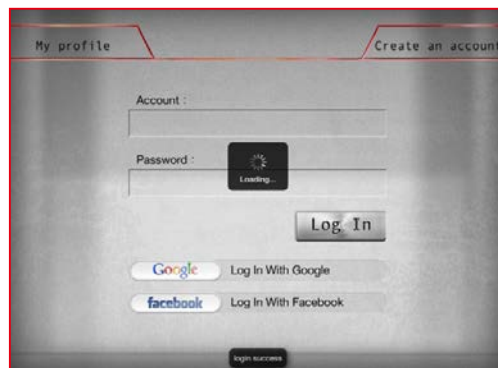 My profile
Create an account
Account :
Password :
Loading...
Log In
Google Log In With Google
facebook Log In With Facebook
login success